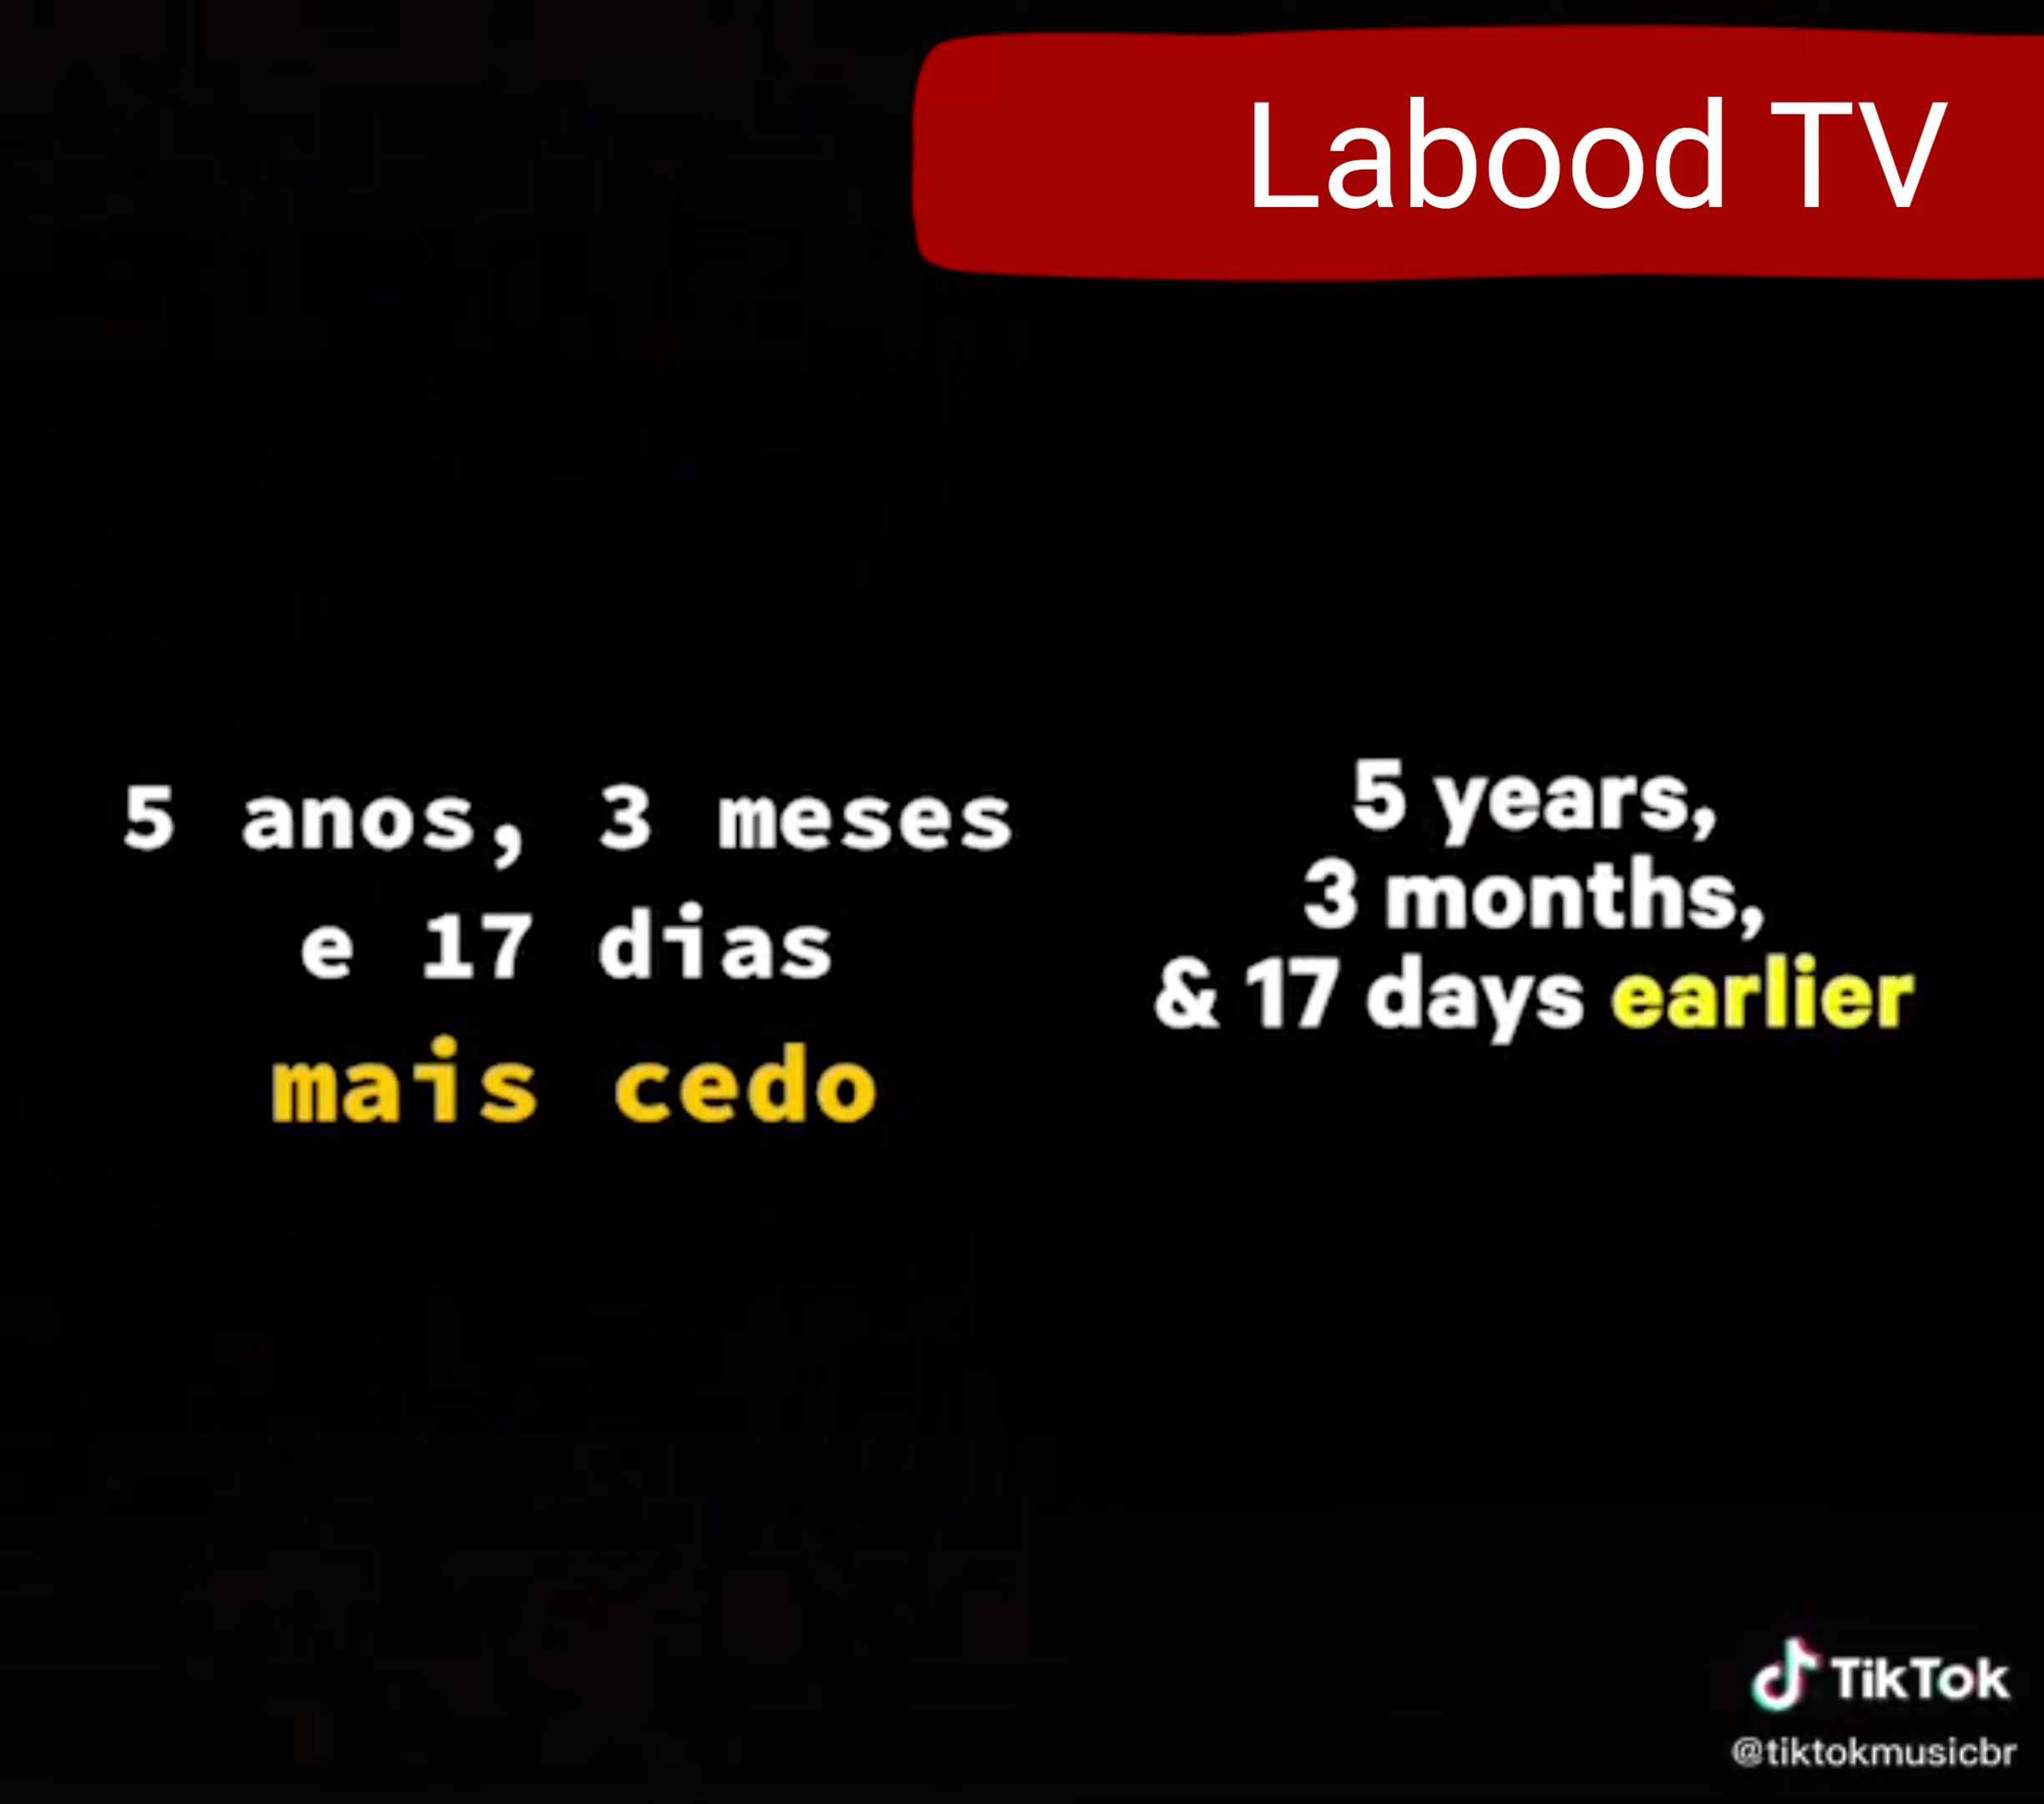 Labood TV
5 anos, 3 meses
e 17 dias
mais cedo
5 years,
3 months,
& 17 days earlier
TikTok
@tiktokmusicbr